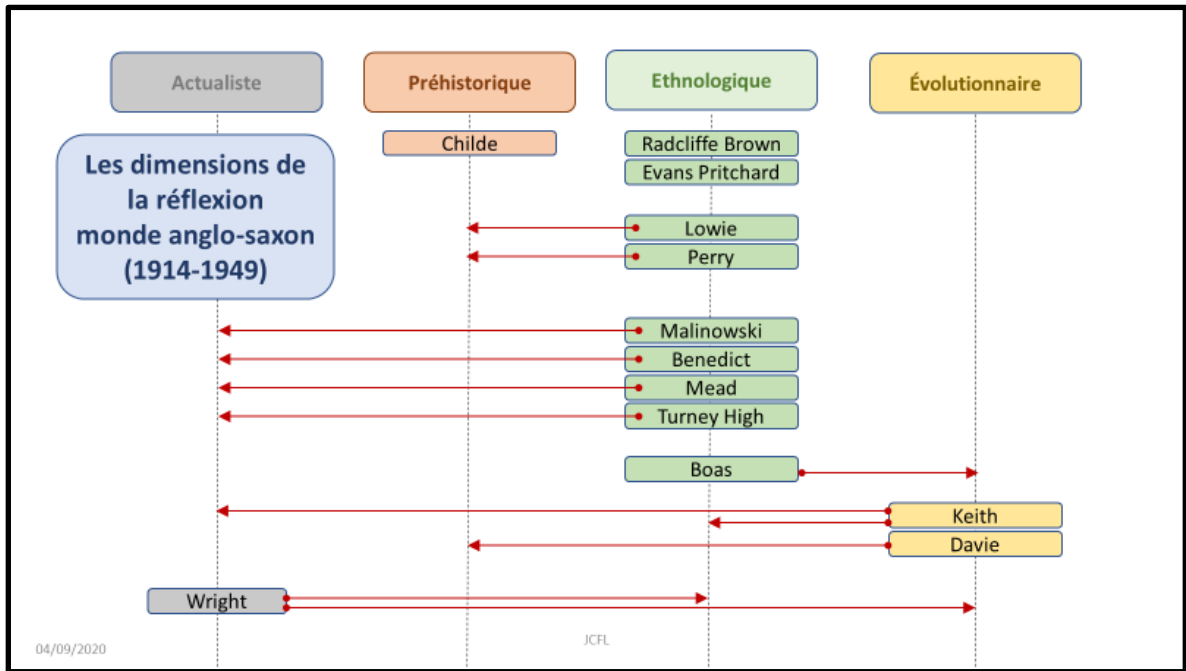 Actualiste
Préhistorique
Ethnologique
Évolutionnaire
Les dimensions de
la réflexion
monde anglo-saxon
(1914-1949)
Childe
Radcliffe Brown
Evans Pritchard
Lowie
Perry
Malinowski
Benedict
Mead
Turney High
Boas
Keith
Davie
Wright
04/09/2020
JCFL